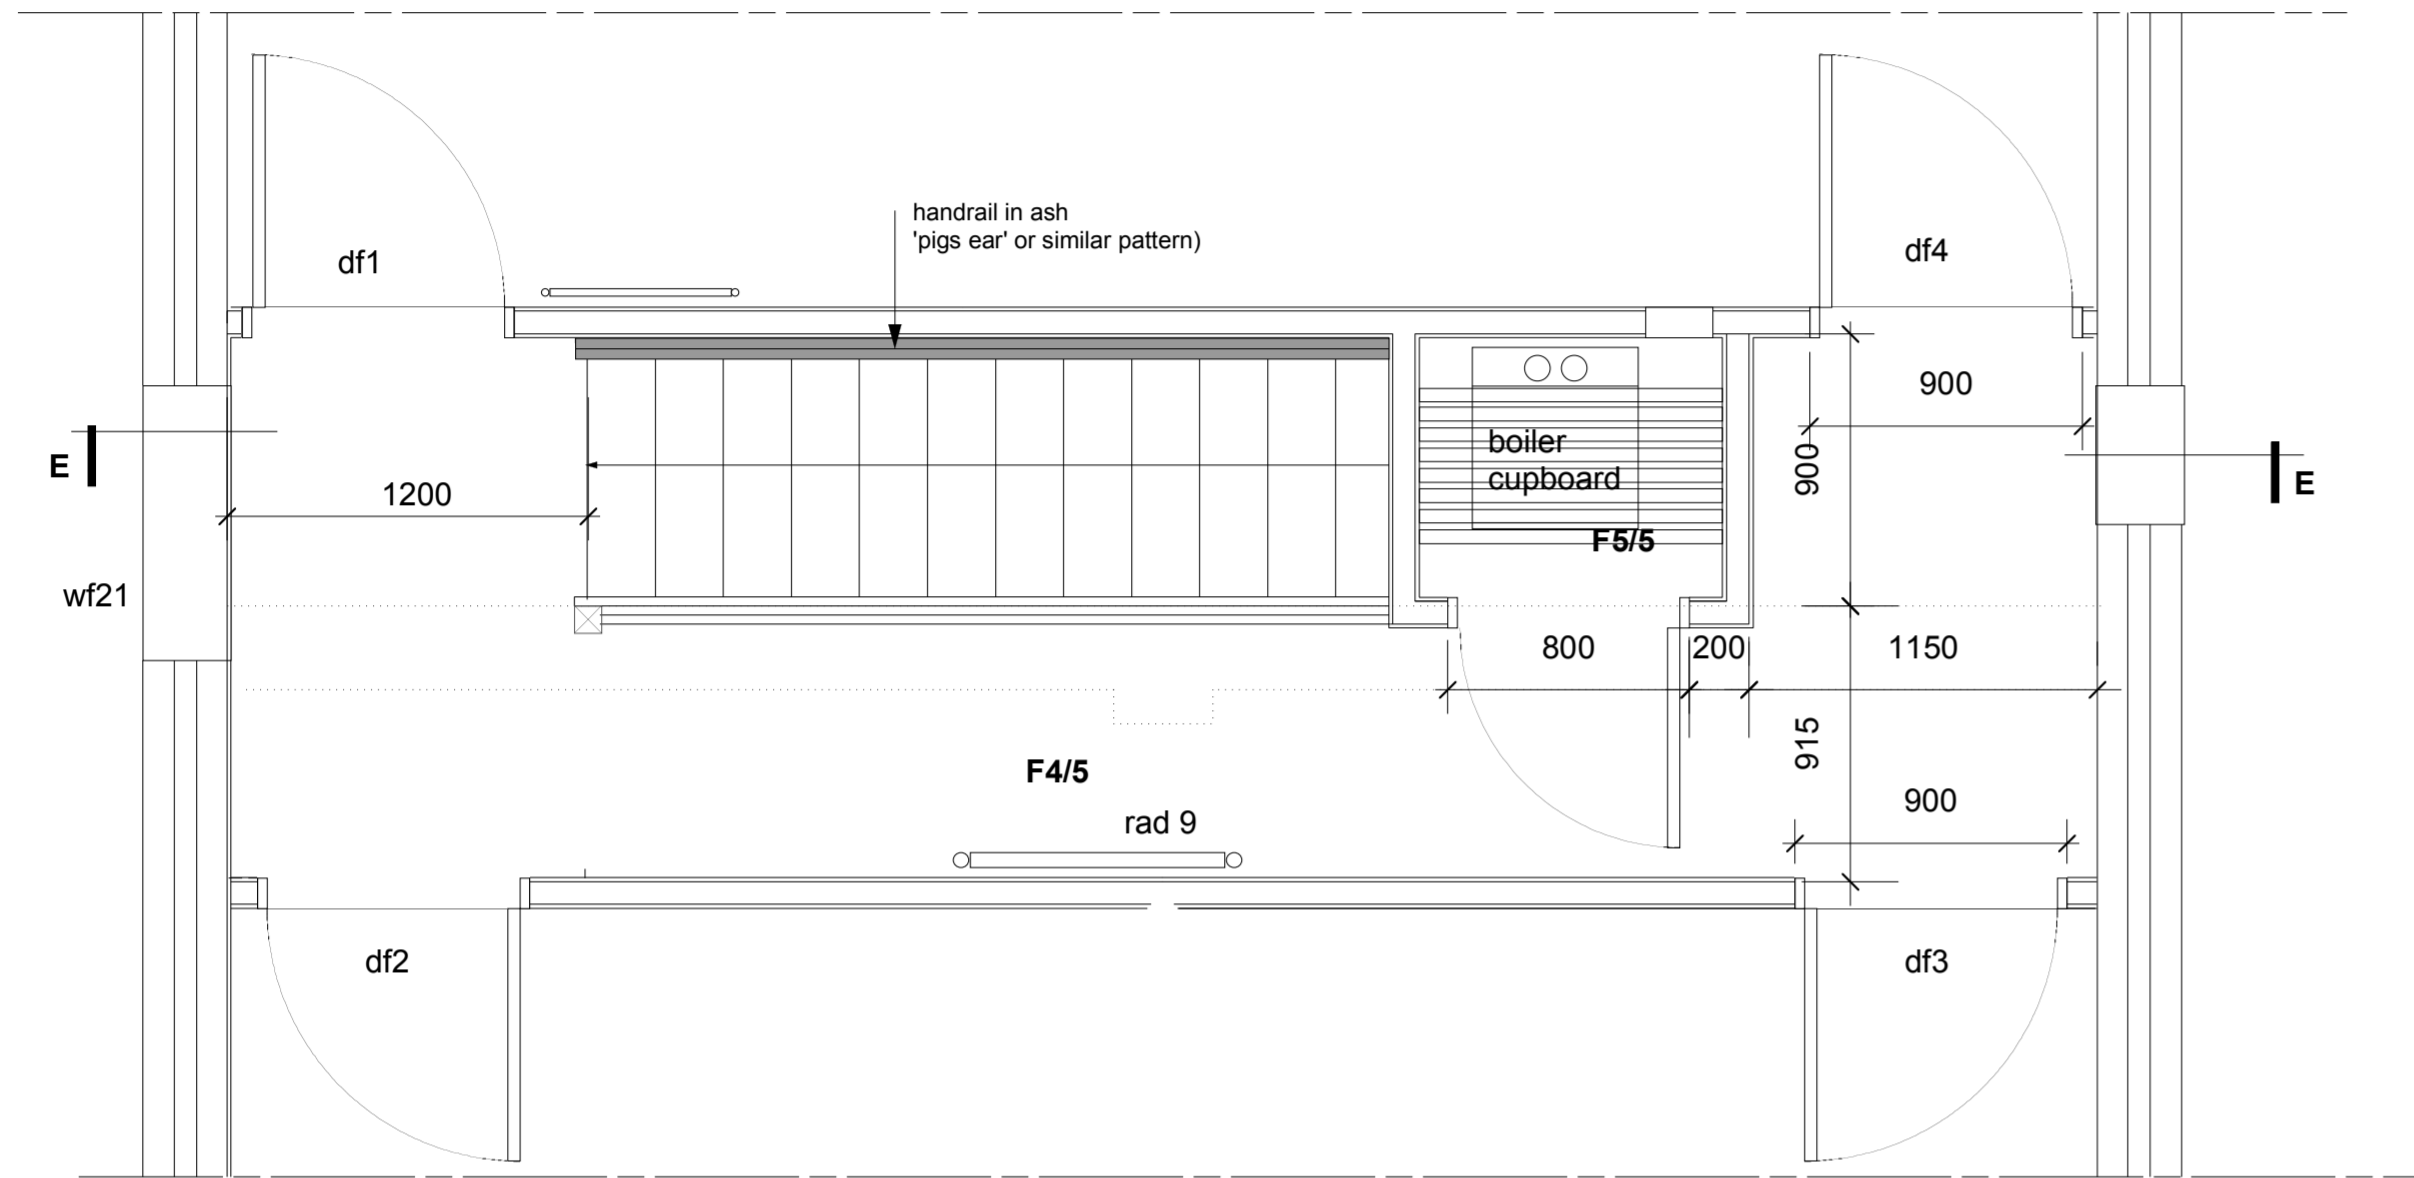 handrail in ash
'pigs ear' or similar pattern)
df1
df4
900
E
1200
boiler
cupboard
900
E
F5/5
wf21
800
200
1150
915
F4/5
900
rad 9
df2
df3